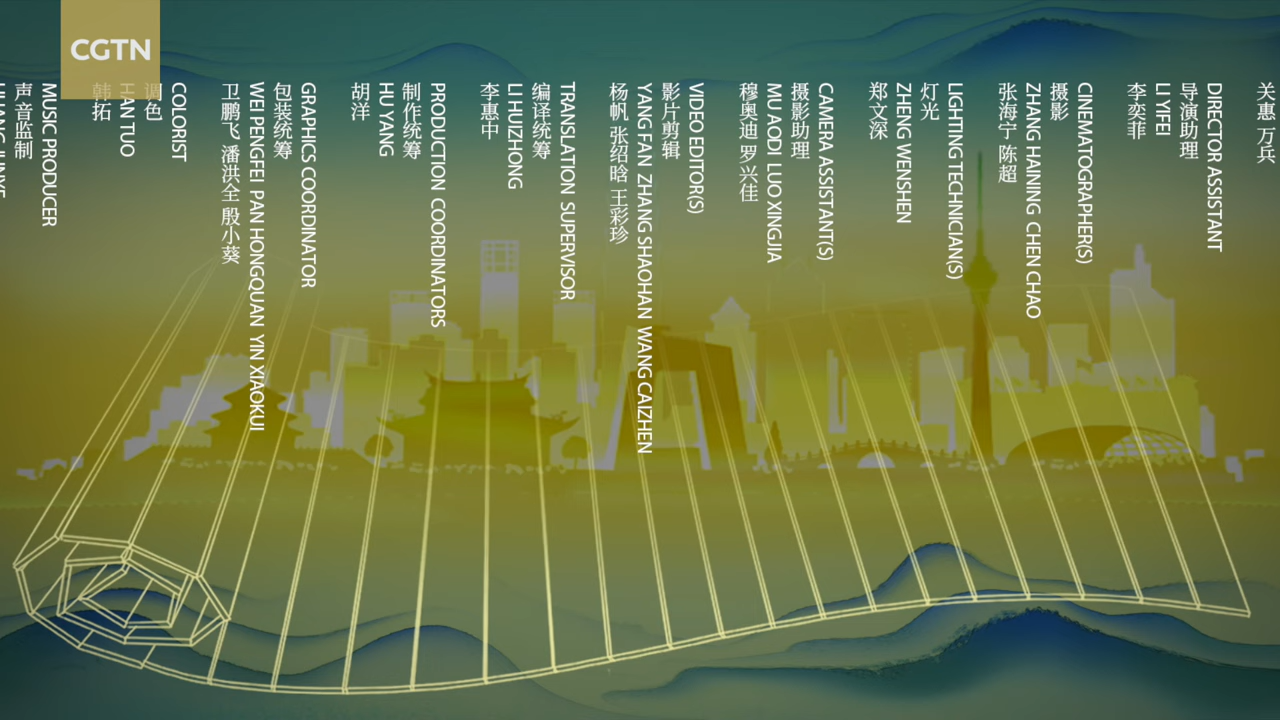 CGTN
关惠 万兵
DIRECTOR ASSISTANT
导演助理
LI YIFEI
李奕菲
CINEMATOGRAPHER(S)
摄影
ZHANG HAINING CHEN CHAO
张海宁 陈超
LIGHTING TECHNICIAN(S)
灯光
ZHENG WENSHEN
郑文深
CAMERA ASSISTANT(S)
摄影助理
MU AODI LUO XINGJIA
穆奥迪 罗兴佳
VIDEO EDITOR(S)
影片剪辑
YANG FAN ZHANG SHAOHAN WANG CAIZHEN
杨帆 张绍晗 王彩珍
TRANSLATION SUPERVISOR
编译统筹
LI HUIZHONG
李惠中
PRODUCTION COORDINATORS
制作统筹
HU YANG
胡洋
GRAPHICS COORDINATOR
包装统筹
WEI PENGFEI PAN HONGQUAN YIN XIAOKUI
卫鹏飞 潘洪全 殷小葵
COLORIST
调色
HAN TUO
韩拓
MUSIC PRODUCER
声音监制